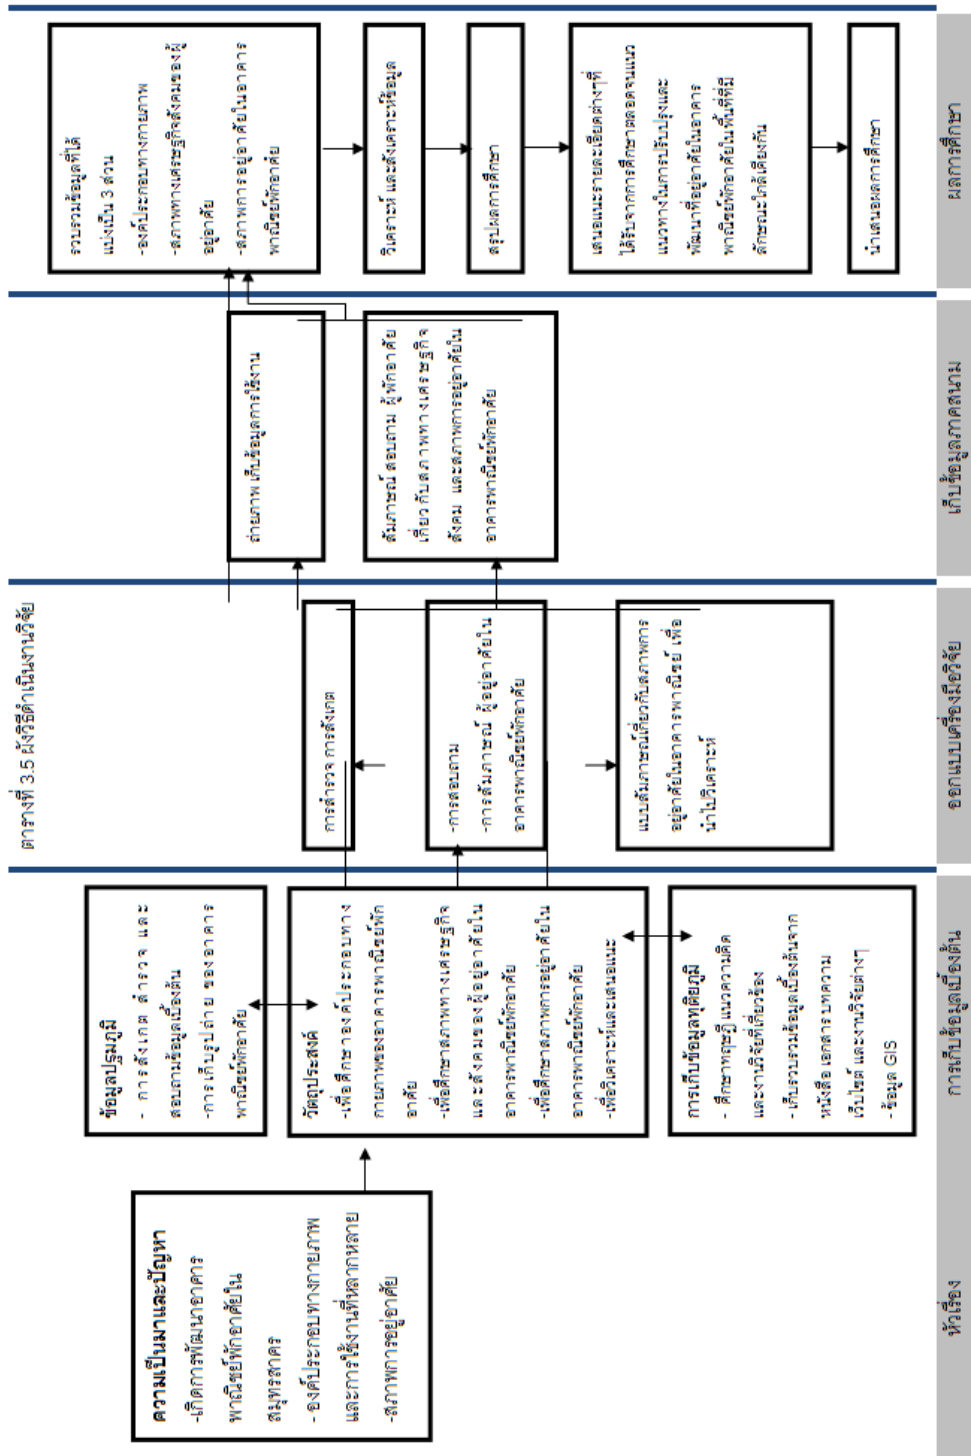 ตารางที่ 3.5 ผังวิธีดำเนินงานวิจัย
ความเป็นมาและปัญหา
-เกิดการพัฒนาอาคาร
พาณิชย์พักอาศัยใน
สมุทรสาคร
- องค์ประกอบทางกายภาพ
และการใช้งานที่หลากหลาย
-สภาพการอยู่อาศัย
ข้อมูลปฐมภูมิ
- การสังเกต สำรวจ และ
สอบถามข้อมูลเบื้องต้น
-การเก็บรูปถ่าย ของอาคาร
พาณิชย์พักอาศัย
วัตถุประสงค์
-เพื่อศึกษาองค์ประกอบทาง
กายภาพของอาคารพาณิชย์พัก
อาศัย
-เพื่อศึกษาสภาพทางเศรษฐกิจ
และสังคมของผู้อยู่อาศัยใน
อาคารพาณิชย์พักอาศัย
-เพื่อศึกษาสภาพการอยู่อาศัยใน
อาคารพาณิชย์พักอาศัย
-เพื่อวิเคราะห์และเสนอแนะ
การเก็บข้อมูลทุติยภูมิ
- ศึกษาทฤษฎี แนวความคิด
และงานวิจัยที่เกี่ยวข้อง
- เก็บรวบรวมข้อมูลเบื้องต้นจาก
หนังสือ เอกสาร บทความ
เว็บไซต์ และงานวิจัยต่างๆ
- ข้อมูล GIS
การสำรวจ การสังเกต
-การสอบถาม
-การสัมภาษณ์ ผู้อยู่อาศัยใน
อาคารพาณิชย์พักอาศัย
แบบสัมภาษณ์เกี่ยวกับสภาพการ
อยู่อาศัยในอาคารพาณิชย์ เพื่อ
นำไปวิเคราะห์
ถ่ายภาพ เก็บข้อมูลการใช้งาน
สัมภาษณ์ สอบถาม ผู้พักอาศัย
เกี่ยวกับสภาพทางเศรษฐกิจ
สังคม และสภาพการอยู่อาศัยใน
อาคารพาณิชย์พักอาศัย
รวบรวมข้อมูลที่ได้
แบ่งเป็น 3 ส่วน
-องค์ประกอบทางกายภาพ
-สภาพทางเศรษฐกิจสังคมของผู้
อยู่อาศัย
-สภาพการอยู่อาศัยในอาคาร
พาณิชย์พักอาศัย
วิเคราะห์ และสังเคราะห์ข้อมูล
สรุปผลการศึกษา
เสนอแนะรายละเอียดต่างๆที่
ได้รับจากการศึกษาตลอดจนแนว
แนวทางในการปรับปรุงและ
พัฒนาที่อยู่อาศัยในอาคาร
พาณิชย์พักอาศัยในพื้นที่ที่มี
ลักษณะใกล้เคียงกัน
นำเสนอผลการศึกษา
หัวเรื่อง
การเก็บข้อมูลเบื้องต้น
ออกแบบเครื่องมือวิจัย
เก็บข้อมูลภาคสนาม
ผลการศึกษา